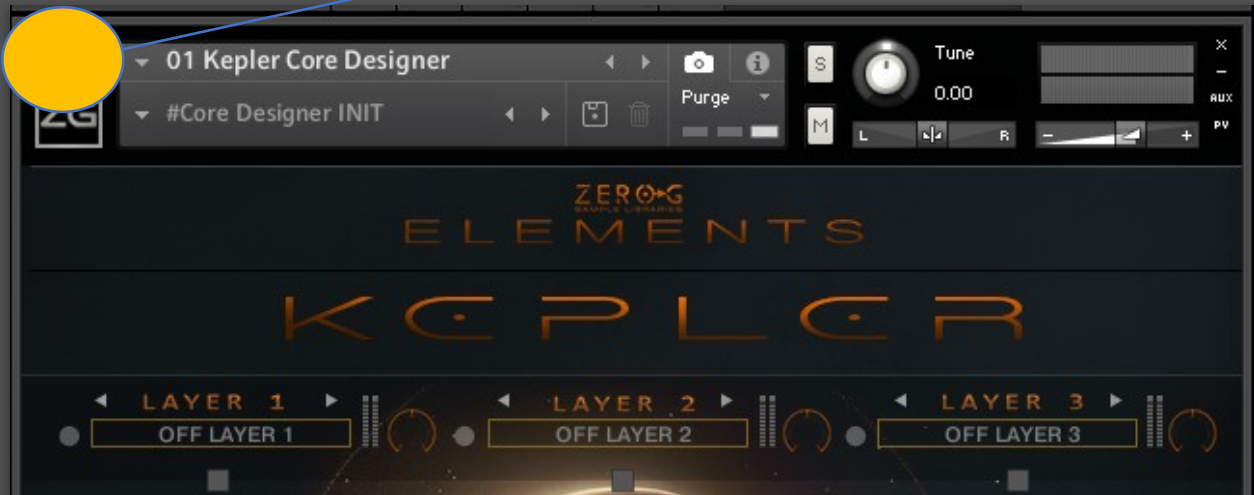 01 Kepler Core Designer
#Core Designer INIT
Purge
S
M
Tune
0.00
L R
- +
×
-
AUX
PV
ZG
ZERO-G
SAMPLE LIBRARIES
ELEMENTS
KEPLER
LAYER 1
OFF LAYER 1
LAYER 2
OFF LAYER 2
LAYER 3
OFF LAYER 3